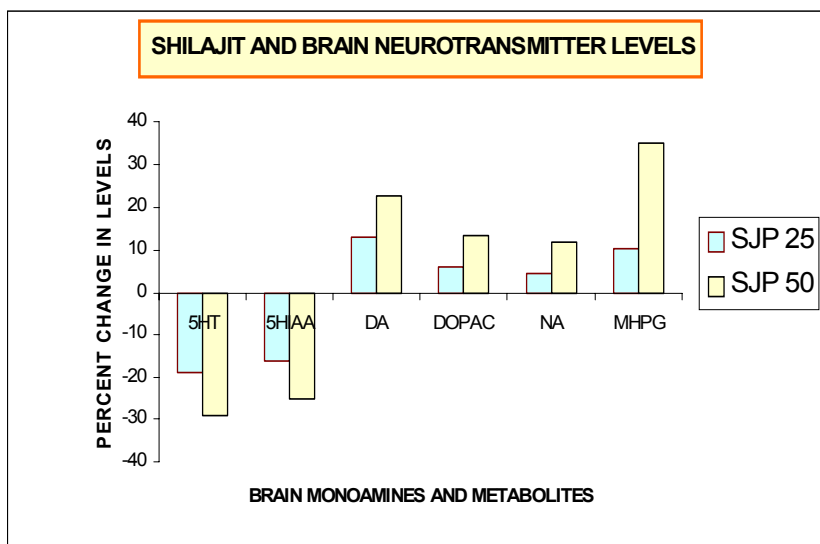 SHILAJIT AND BRAIN NEUROTRANSMITTER LEVELS
PERCENT CHANGE IN LEVELS
40
30
20
10
0
-10
-20
-30
-40
5HT 5HIAA DA DOPAC NA MHPG
BRAIN MONOAMINES AND METABOLITES
SJP 25
SJP 50